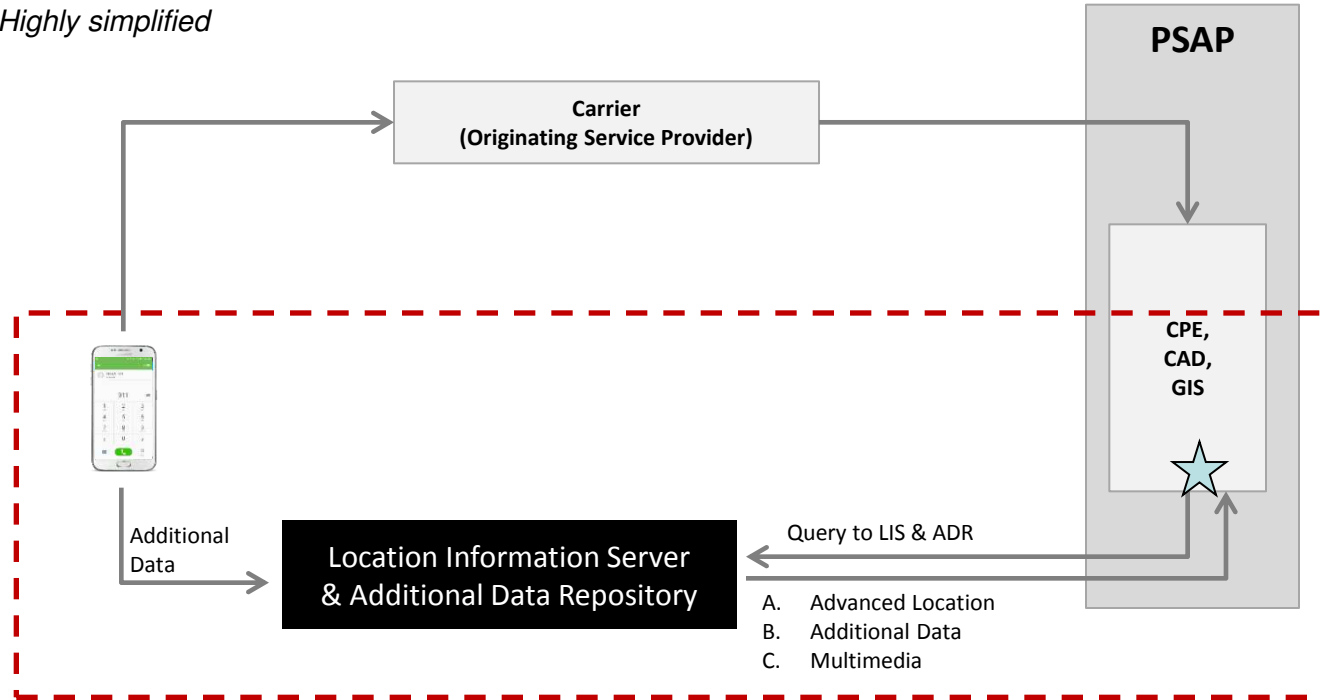 Highly simplified
PSAP
Carrier
(Originating Service Provider)
CPE,
CAD,
GIS
911
Additional
Data
Location Information Server
& Additional Data Repository
Query to LIS & ADR
A. Advanced Location
B. Additional Data
C. Multimedia